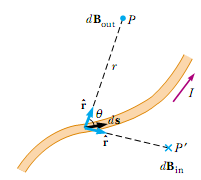 dB_out P
r
I
r̂ θ ds
r̂
P′
dB_in